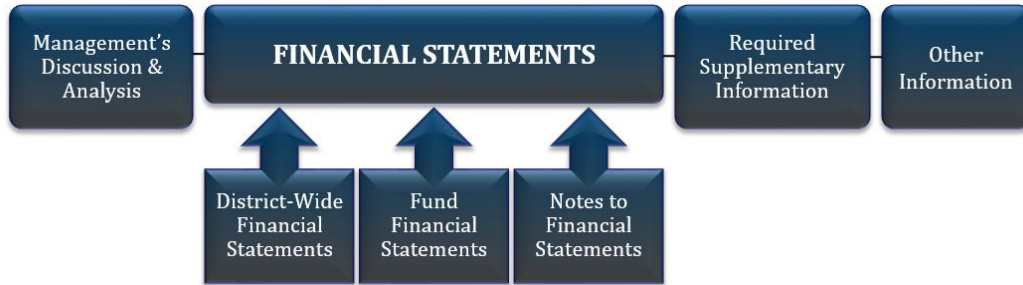 Management's
Discussion &
Analysis
FINANCIAL STATEMENTS
Required
Supplementary
Information
Other
Information
District-Wide
Financial
Statements
Fund
Financial
Statements
Notes to
Financial
Statements